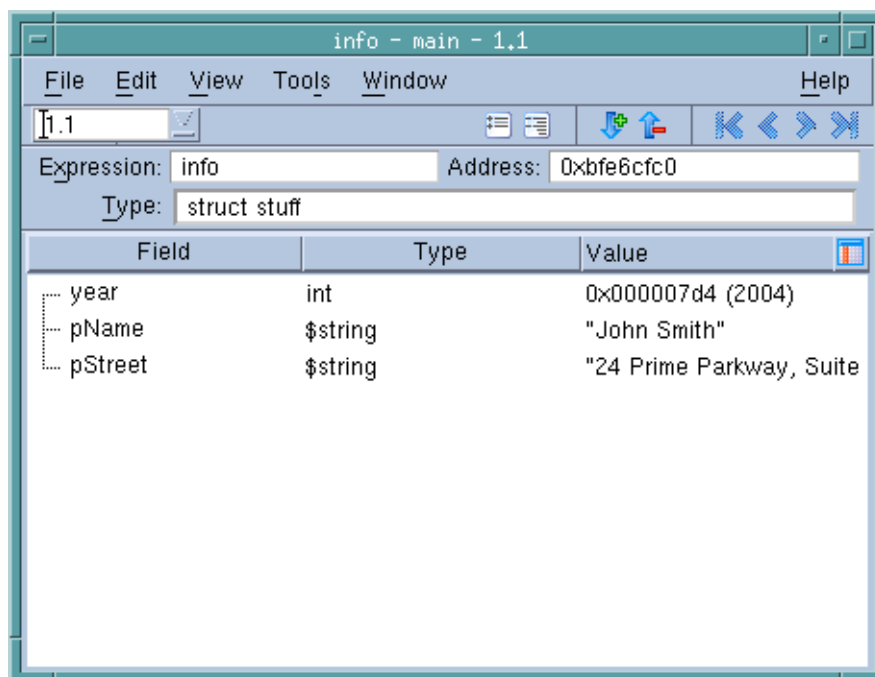 info - main - 1.1
File Edit View Tools Window Help
1.1
Expression: info Address: 0xbfe6cfc0
Type: struct stuff
Field Type Value
year int 0x000007d4 (2004)
pName $string "John Smith"
pStreet $string "24 Prime Parkway, Suite